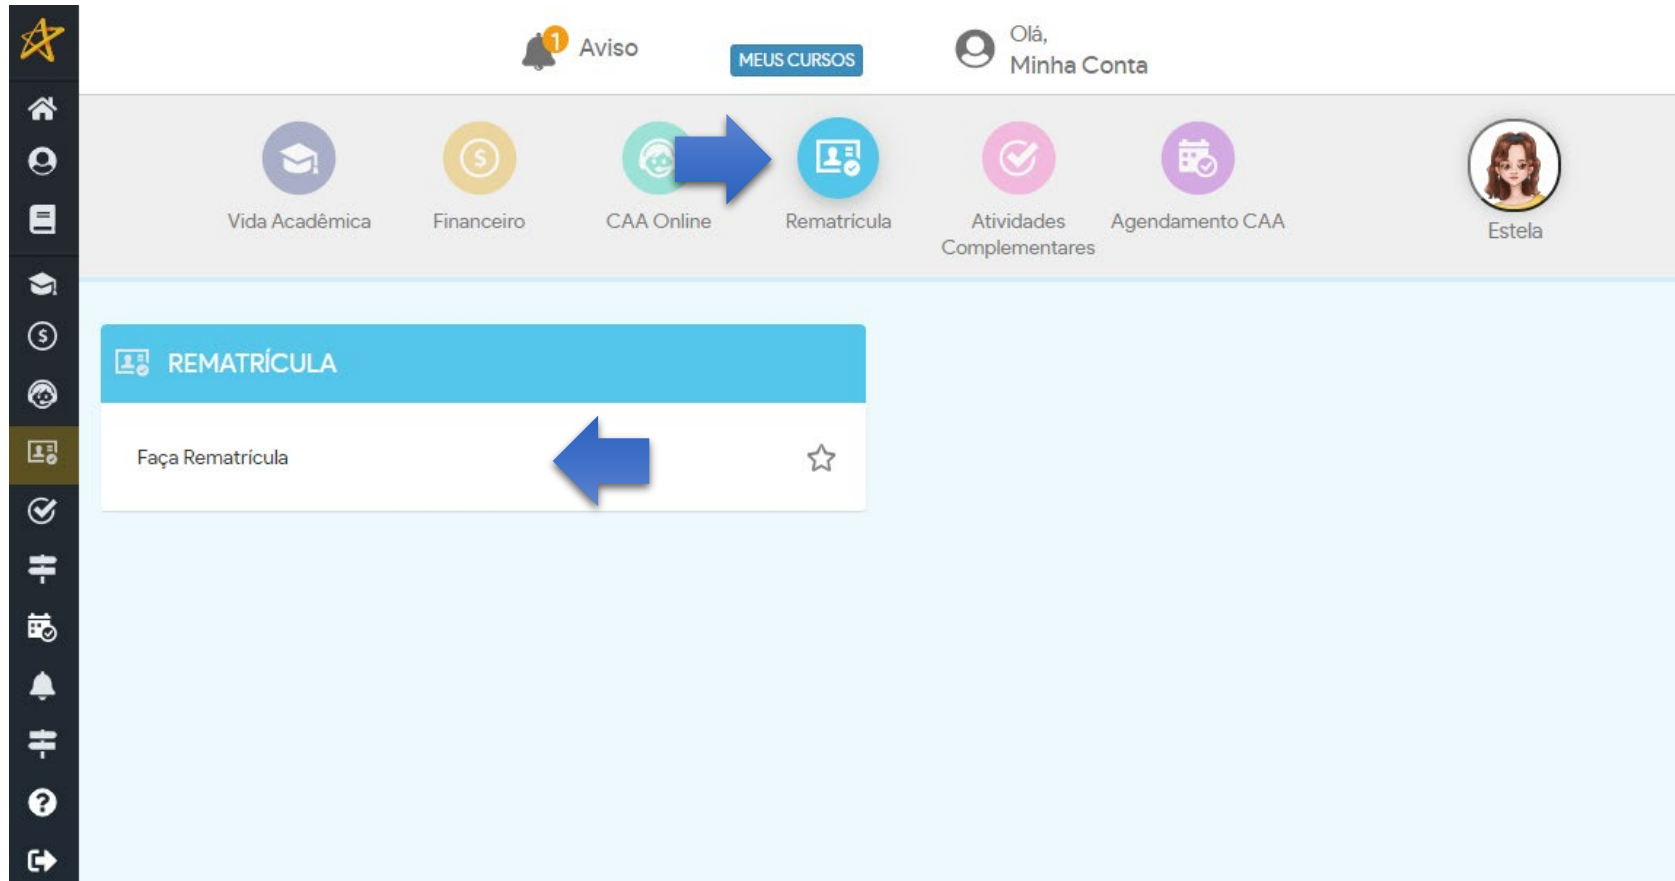 1
Aviso
MEUS CURSOS
Olá,
Minha Conta
Vida Acadêmica
Financeiro
CAA Online
Rematrícula
Atividades
Complementares
Agendamento CAA
Estela
REMATRÍCULA
Faça Rematrícula